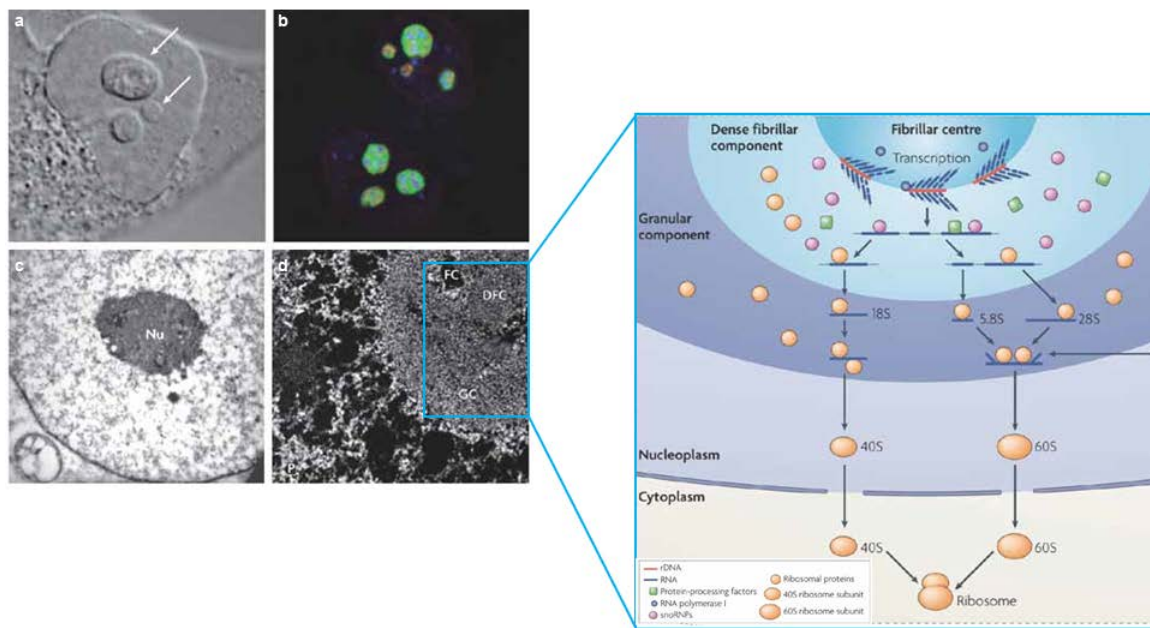 a
b
c
Nu
d
FC
DFC
GC
P
Dense fibrillar
component
Fibrillar centre
Transcription
Granular
component
18S
5.8S
28S
40S
60S
Nucleoplasm
Cytoplasm
40S
60S
Ribosome
rDNA
RNA
Protein-processing factors
RNA polymerase I
snoRNPs
Ribosomal proteins
40S ribosome subunit
60S ribosome subunit